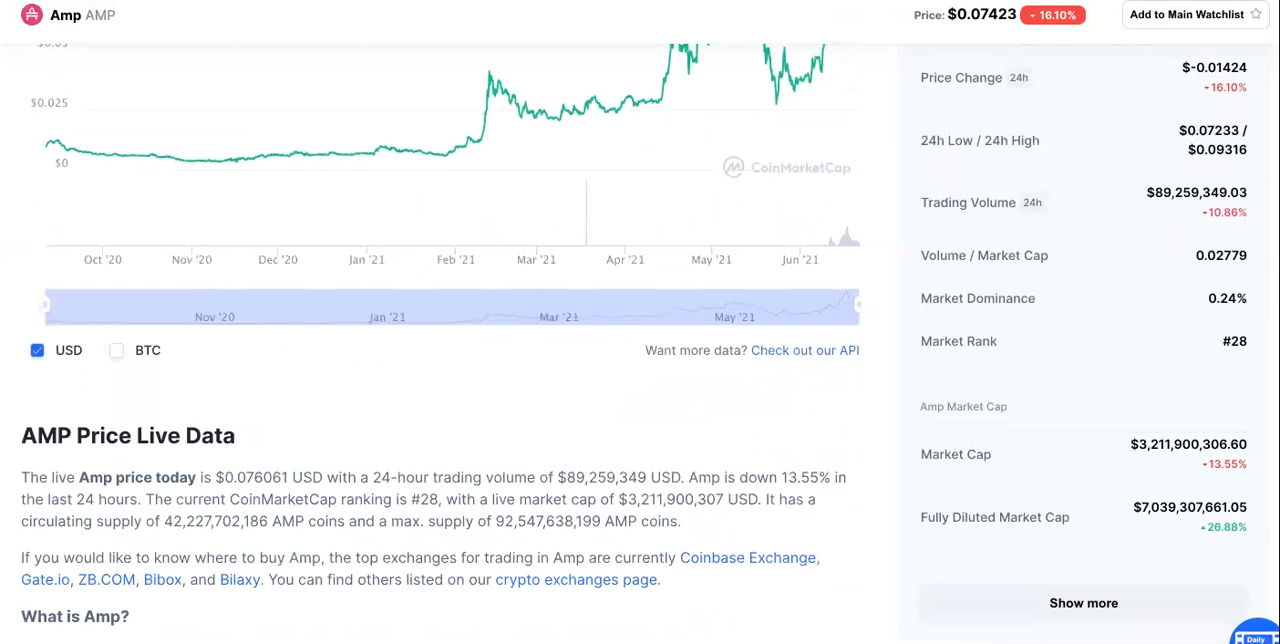 Amp AMP
Price: $0.07423 16.10%
Add to Main Watchlist
$0.05
$0.025
$0
CoinMarketCap
Oct '20 Nov '20 Dec '20 Jan '21 Feb '21 Mar '21 Apr '21 May '21 Jun '21
Nov '20 Jan '21 Mar '21 May '21
USD BTC
Want more data? Check out our API
AMP Price Live Data
The live Amp price today is $0.076061 USD with a 24-hour trading volume of $89,259,349 USD. Amp is down 13.55% in
the last 24 hours. The current CoinMarketCap ranking is #28, with a live market cap of $3,211,900,307 USD. It has a
circulating supply of 42,227,702,186 AMP coins and a max. supply of 92,547,638,199 AMP coins.
If you would like to know where to buy Amp, the top exchanges for trading in Amp are currently Coinbase Exchange,
Gate.io, ZB.COM, Bibox, and Bilaxy. You can find others listed on our crypto exchanges page.
What is Amp?
Price Change 24h
$-0.01424
16.10%
24h Low / 24h High
$0.07233 /
$0.09316
Trading Volume 24h
$89,259,349.03
10.86%
Volume / Market Cap
0.02779
Market Dominance
0.24%
Market Rank
#28
Amp Market Cap
Market Cap
$3,211,900,306.60
13.55%
Fully Diluted Market Cap
$7,039,307,661.05
26.88%
Show more
Daily